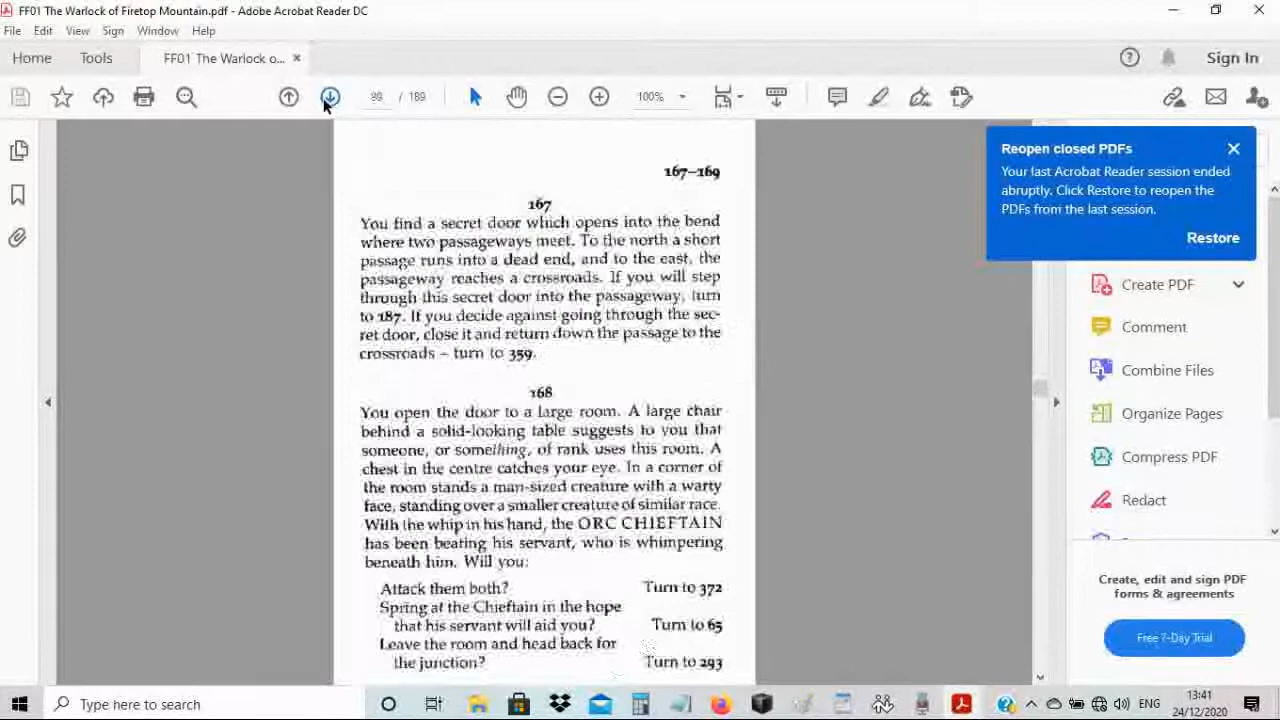 FF01 The Warlock of Firetop Mountain.pdf - Adobe Acrobat Reader DC
File Edit View Sign Window Help
Home Tools FF01 The Warlock o... ×
Sign In
/ 189
100%
Reopen closed PDFs
Your last Acrobat Reader session ended
abruptly. Click Restore to reopen the
PDFs from the last session.
Restore
167–169
167
You find a secret door which opens into the bend
where two passageways meet. To the north a short
passage runs into a dead end, and to the east, the
passageway reaches a crossroads. If you will step
through this secret door into the passageway, turn
to 187. If you decide against going through the sec-
ret door, close it and return down the passage to the
crossroads – turn to 359.
168
You open the door to a large room. A large chair
behind a solid-looking table suggests to you that
someone, or something, of rank uses this room. A
chest in the centre catches your eye. In a corner of
the room stands a man-sized creature with a warty
face, standing over a smaller creature of similar race.
With the whip in his hand, the ORC CHIEFTAIN
has been beating his servant, who is whimpering
beneath him. Will you:
Attack them both? Turn to 372
Spring at the Chieftain in the hope
that his servant will aid you? Turn to 65
Leave the room and head back for
the junction? Turn to 293
Create PDF
Comment
Combine Files
Organize Pages
Compress PDF
Redact
Create, edit and sign PDF
forms & agreements
Free 7-Day Trial
Type here to search
ENG
13:41
24/12/2020